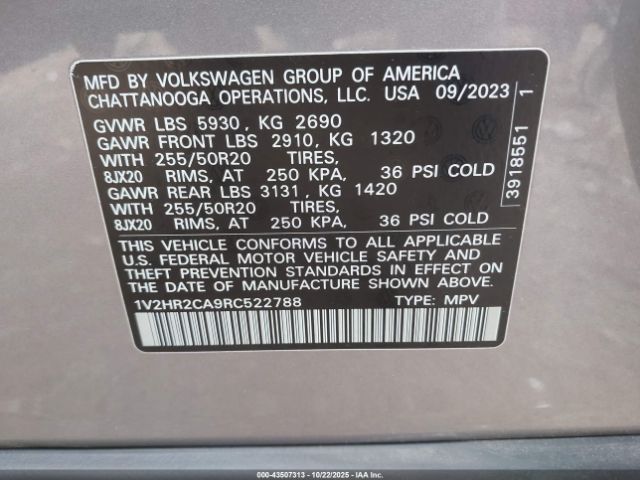 MFD BY VOLKSWAGEN GROUP OF AMERICA
CHATTANOOGA OPERATIONS, LLC. USA 09/2023
GVWR LBS 5930, KG 2690
GAWR FRONT LBS 2910, KG 1320
WITH 255/50R20 TIRES,
8JX20 RIMS, AT 250 KPA, 36 PSI COLD
GAWR REAR LBS 3131, KG 1420
WITH 255/50R20 TIRES,
8JX20 RIMS, AT 250 KPA, 36 PSI COLD
THIS VEHICLE CONFORMS TO ALL APPLICABLE
U.S. FEDERAL MOTOR VEHICLE SAFETY AND
THEFT PREVENTION STANDARDS IN EFFECT ON
THE DATE OF MANUFACTURE SHOWN ABOVE.
1V2HR2CA9RC522788 TYPE: MPV
3918551 1
000-43507313 - 10/22/2025 - IAA, Inc.